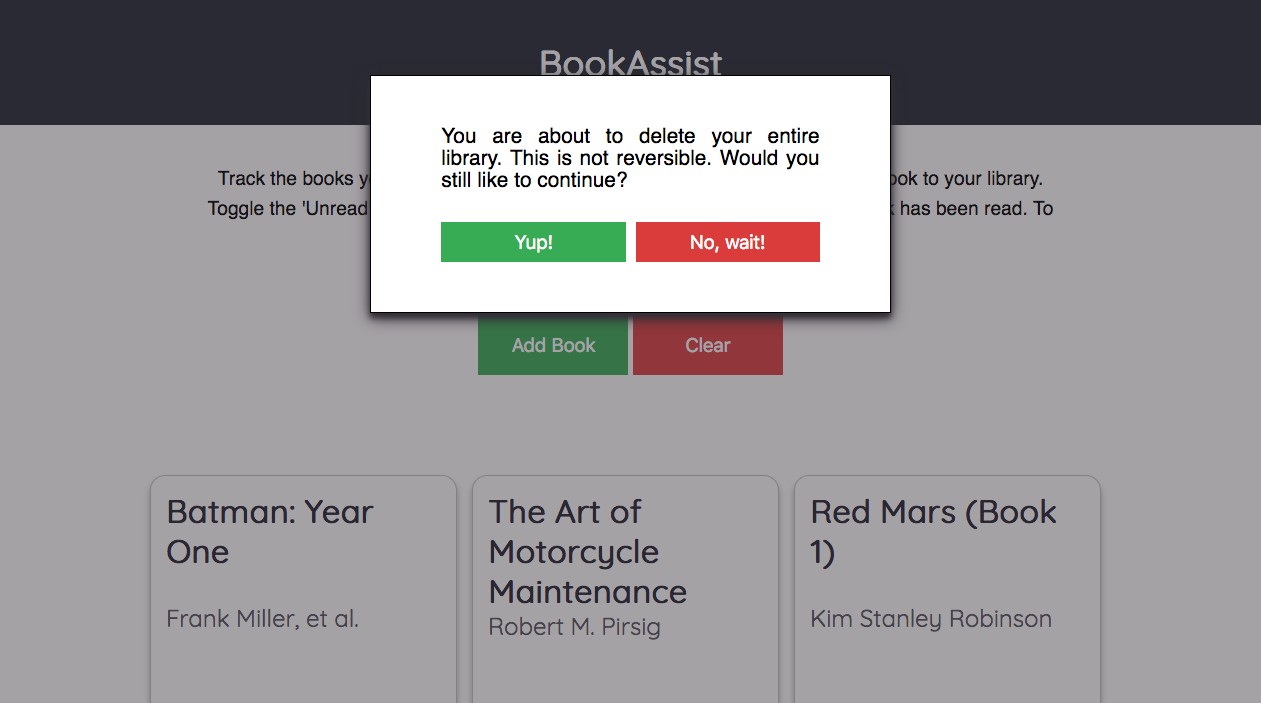 BookAssist
You are about to delete your entire
library. This is not reversible. Would you
still like to continue?
Yup!
No, wait!
Track the books
to your library.
Toggle the 'Unread
has been read. To
Add Book
Clear
Batman: Year
One
Frank Miller, et al.
The Art of
Motorcycle
Maintenance
Robert M. Pirsig
Red Mars (Book
1)
Kim Stanley Robinson